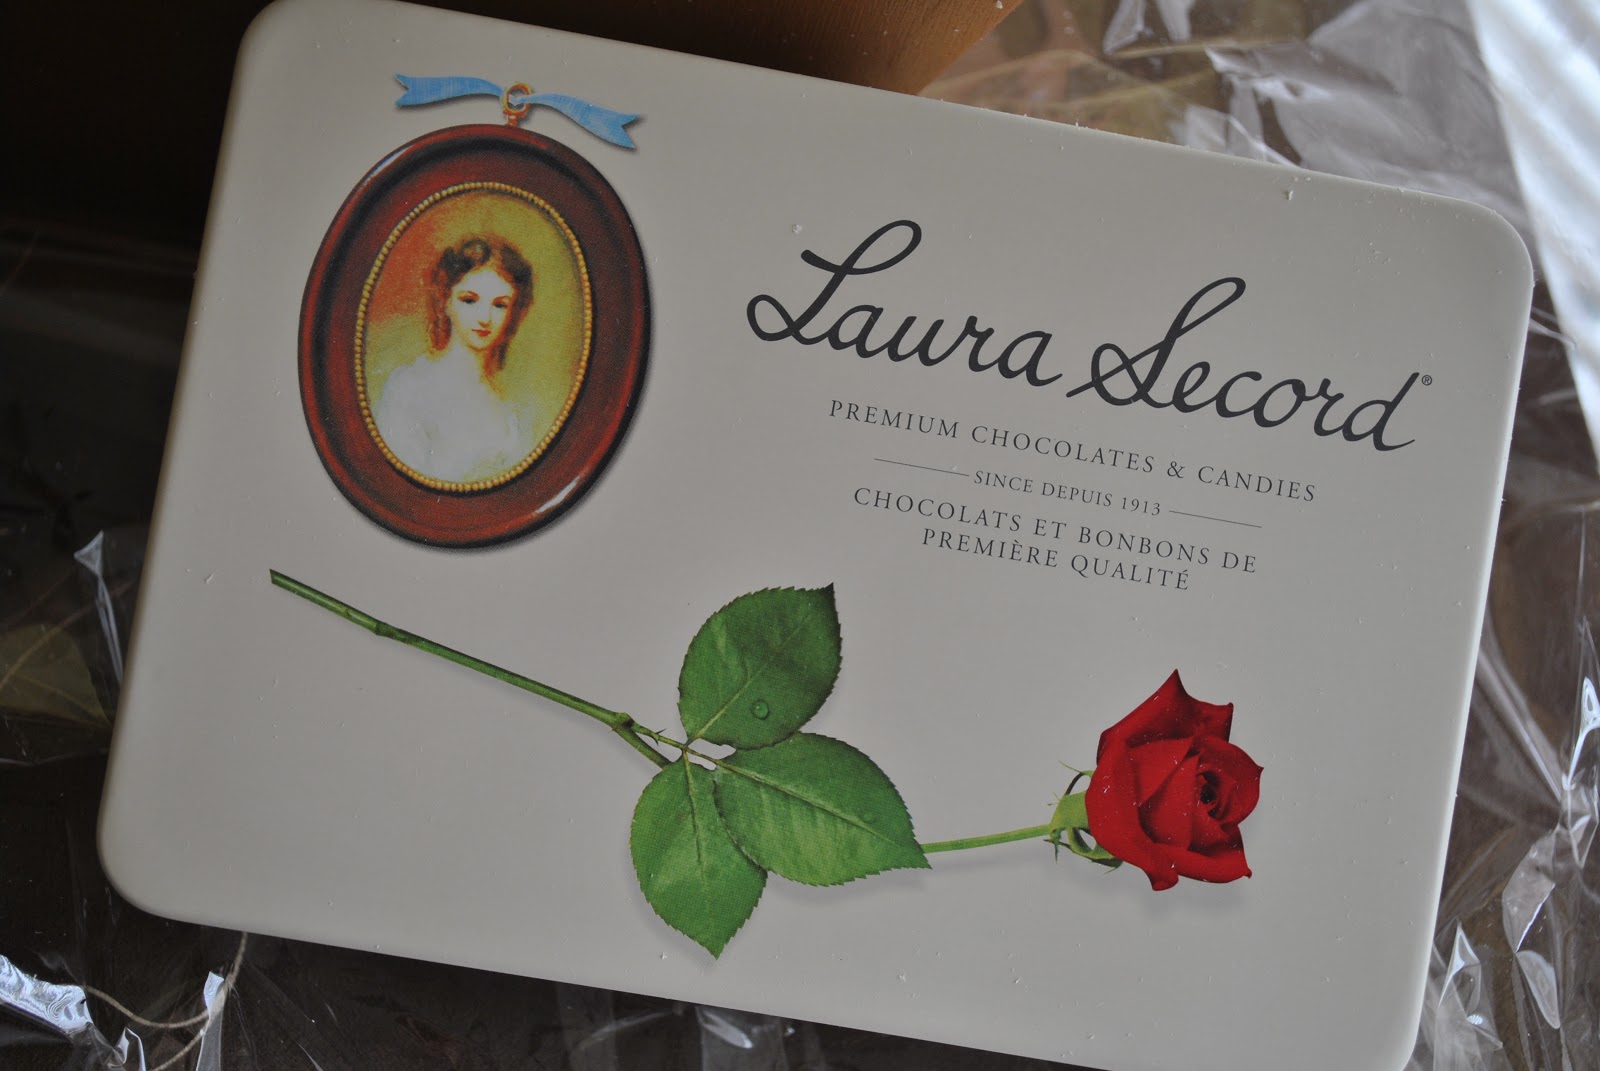 Laura Secord®
PREMIUM CHOCOLATES & CANDIES
SINCE DEPUIS 1913
CHOCOLATS ET BONBONS DE
PREMIÈRE QUALITÉ